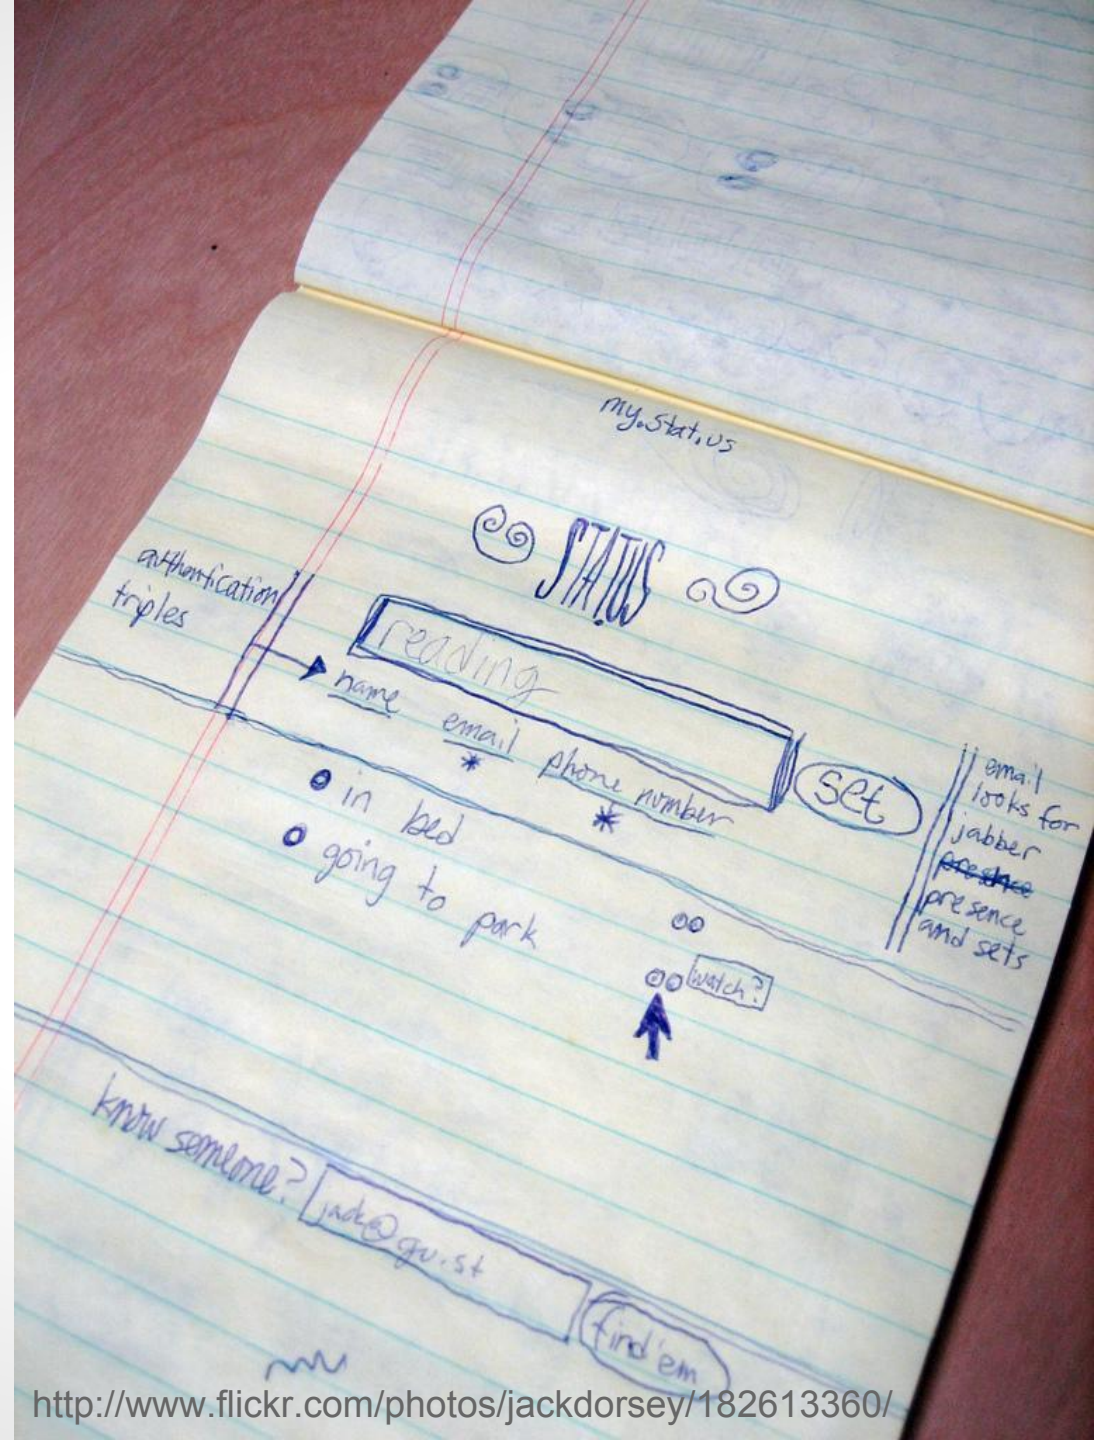 my.stat.us
STAT.US
authentication
triples
reading
name email phone number
* *
set
in bed
going to park
email
looks for
jabber
presence
presence
and sets
watch?
know someone?
jack@gu.st
find 'em
http://www.flickr.com/photos/jackdorsey/182613360/